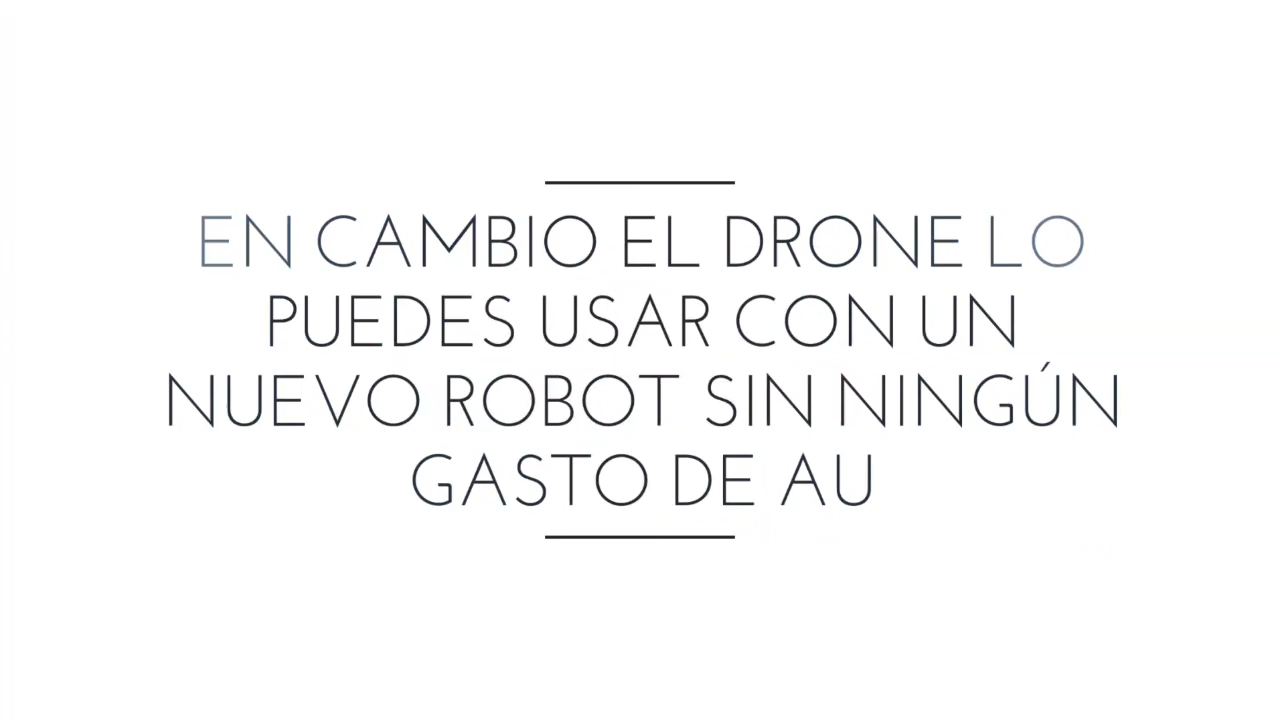 EN CAMBIO EL DRONE LO
PUEDES USAR CON UN
NUEVO ROBOT SIN NINGÚN
GASTO DE AU